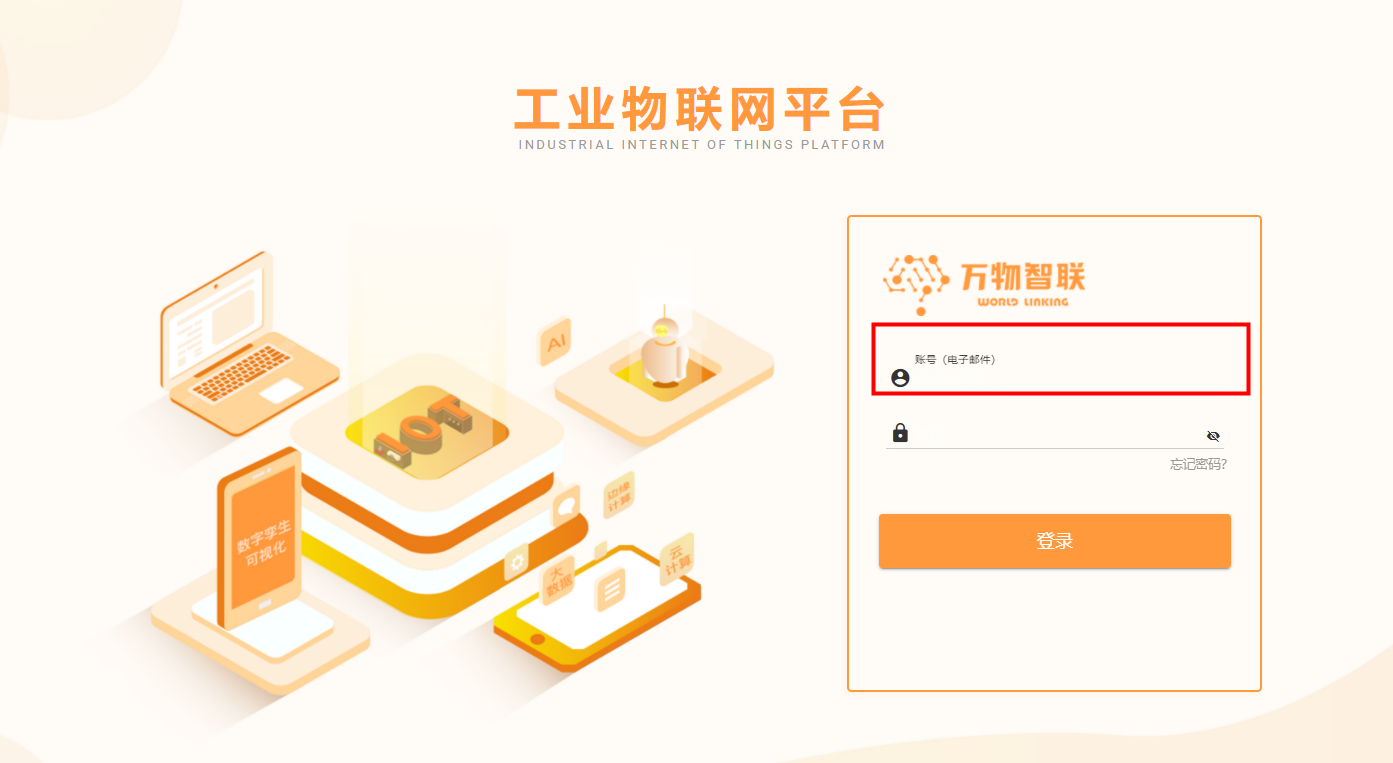 工业物联网平台
INDUSTRIAL INTERNET OF THINGS PLATFORM
万物智联
WORLD LINKING
账号（电子邮件）
忘记密码?
登录
AI
IOT
边缘
计算
数字孪生
可视化
大
数据
云
计算